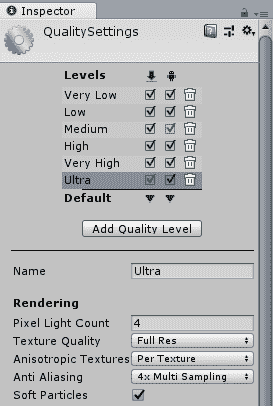 Inspector
QualitySettings
Levels
Very Low
Low
Medium
High
Very High
Ultra
Default
Add Quality Level
Name Ultra
Rendering
Pixel Light Count 4
Texture Quality Full Res
Anisotropic Textures Per Texture
Anti Aliasing 4x Multi Sampling
Soft Particles